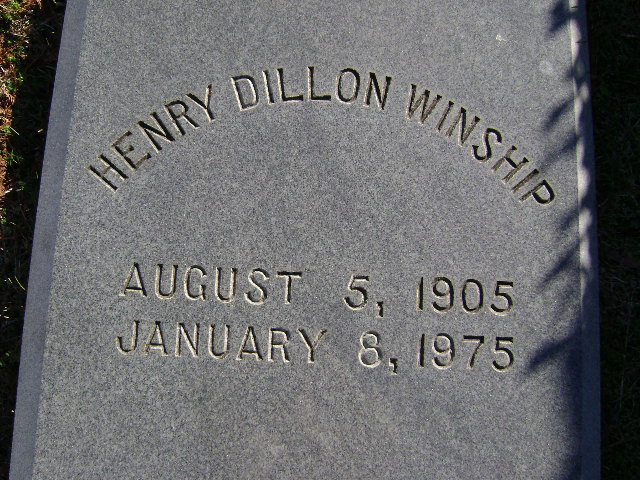 HENRY DILLON WINSHIP
AUGUST 5, 1905
JANUARY 8, 1975